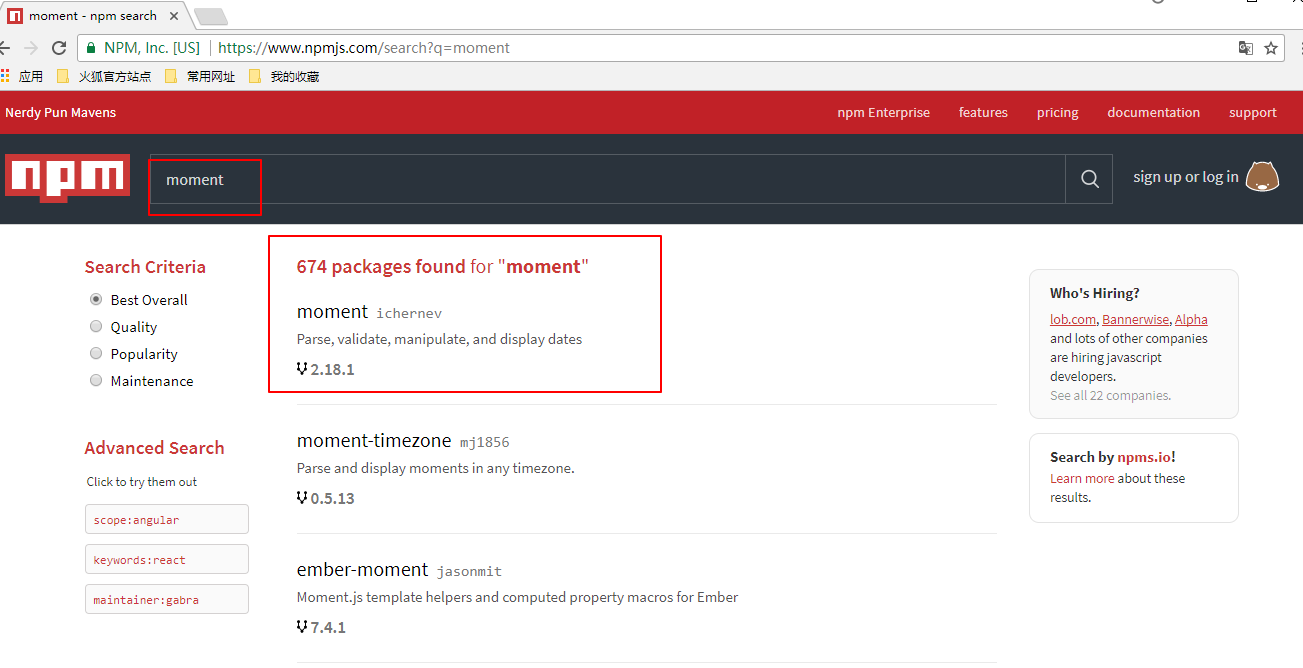 moment - npm search
NPM, Inc. [US] https://www.npmjs.com/search?q=moment
应用 火狐官方站点 常用网址 我的收藏
Nerdy Pun Mavens npm Enterprise features pricing documentation support
npm moment sign up or log in
Search Criteria
Best Overall
Quality
Popularity
Maintenance
Advanced Search
Click to try them out
scope:angular
keywords:react
maintainer:gabra
674 packages found for "moment"
moment ichernev
Parse, validate, manipulate, and display dates
2.18.1
moment-timezone mj1856
Parse and display moments in any timezone.
0.5.13
ember-moment jasonmit
Moment.js template helpers and computed property macros for Ember
7.4.1
Who's Hiring?
lob.com, Bannerwise, Alpha
and lots of other companies
are hiring javascript
developers.
See all 22 companies.
Search by npms.io!
Learn more about these
results.